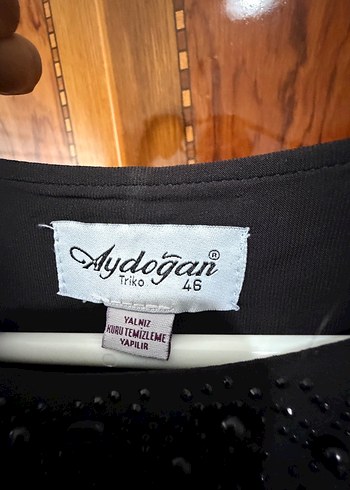 Aydoğan®
Triko 46
YALNIZ
KURU TEMİZLEME
YAPILIR